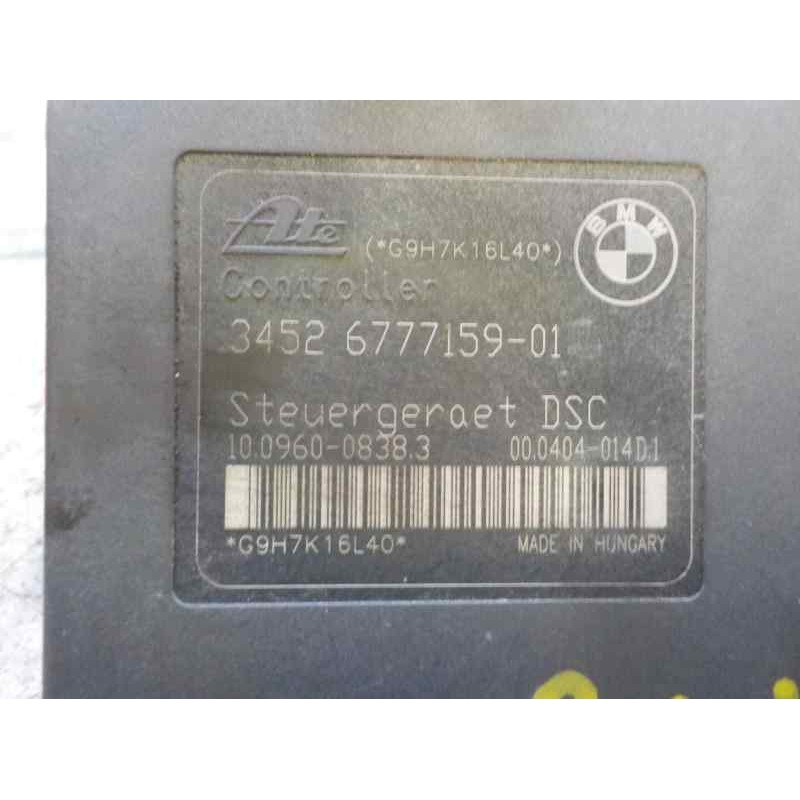 Ate
(*G9H7K16L40*)
BMW
Controller
3452 6777159-01
Steuergeraet DSC
10.0960-0838.3 00.0404-014D.1
*G9H7K16L40*
MADE IN HUNGARY